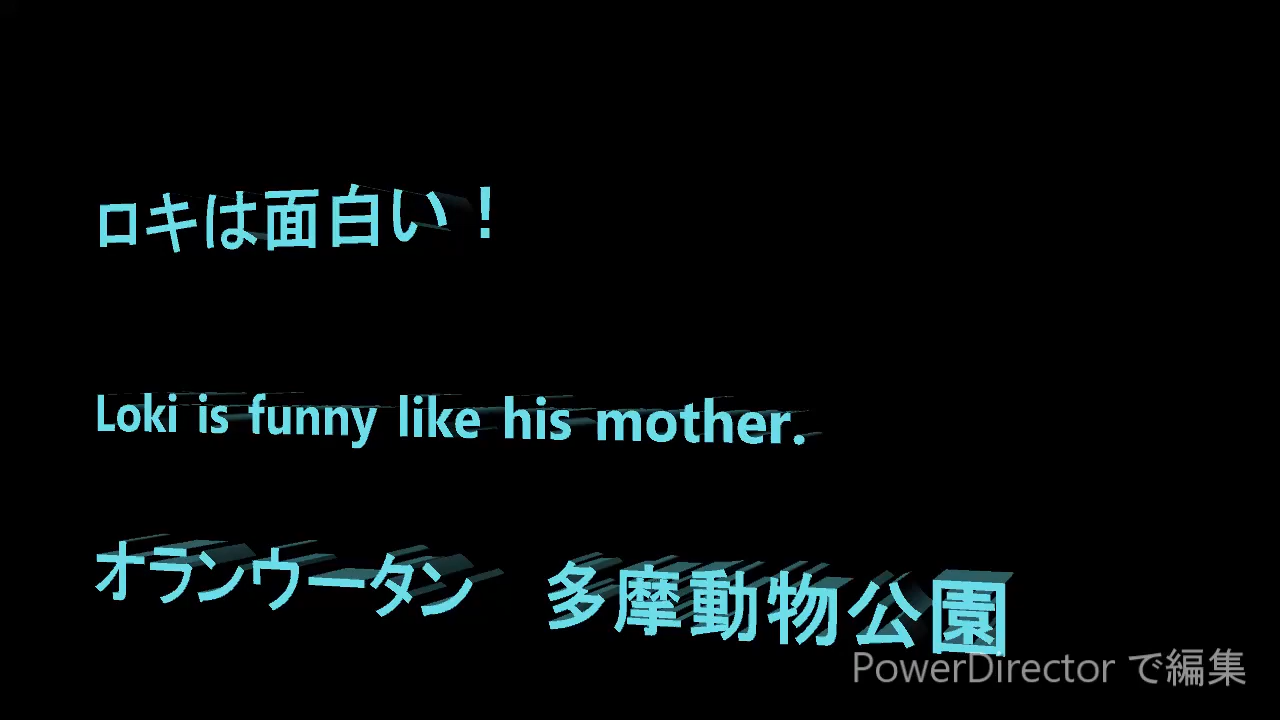 ロキは面白い！
Loki is funny like his mother.
オランウータン　多摩動物公園
PowerDirector で編集